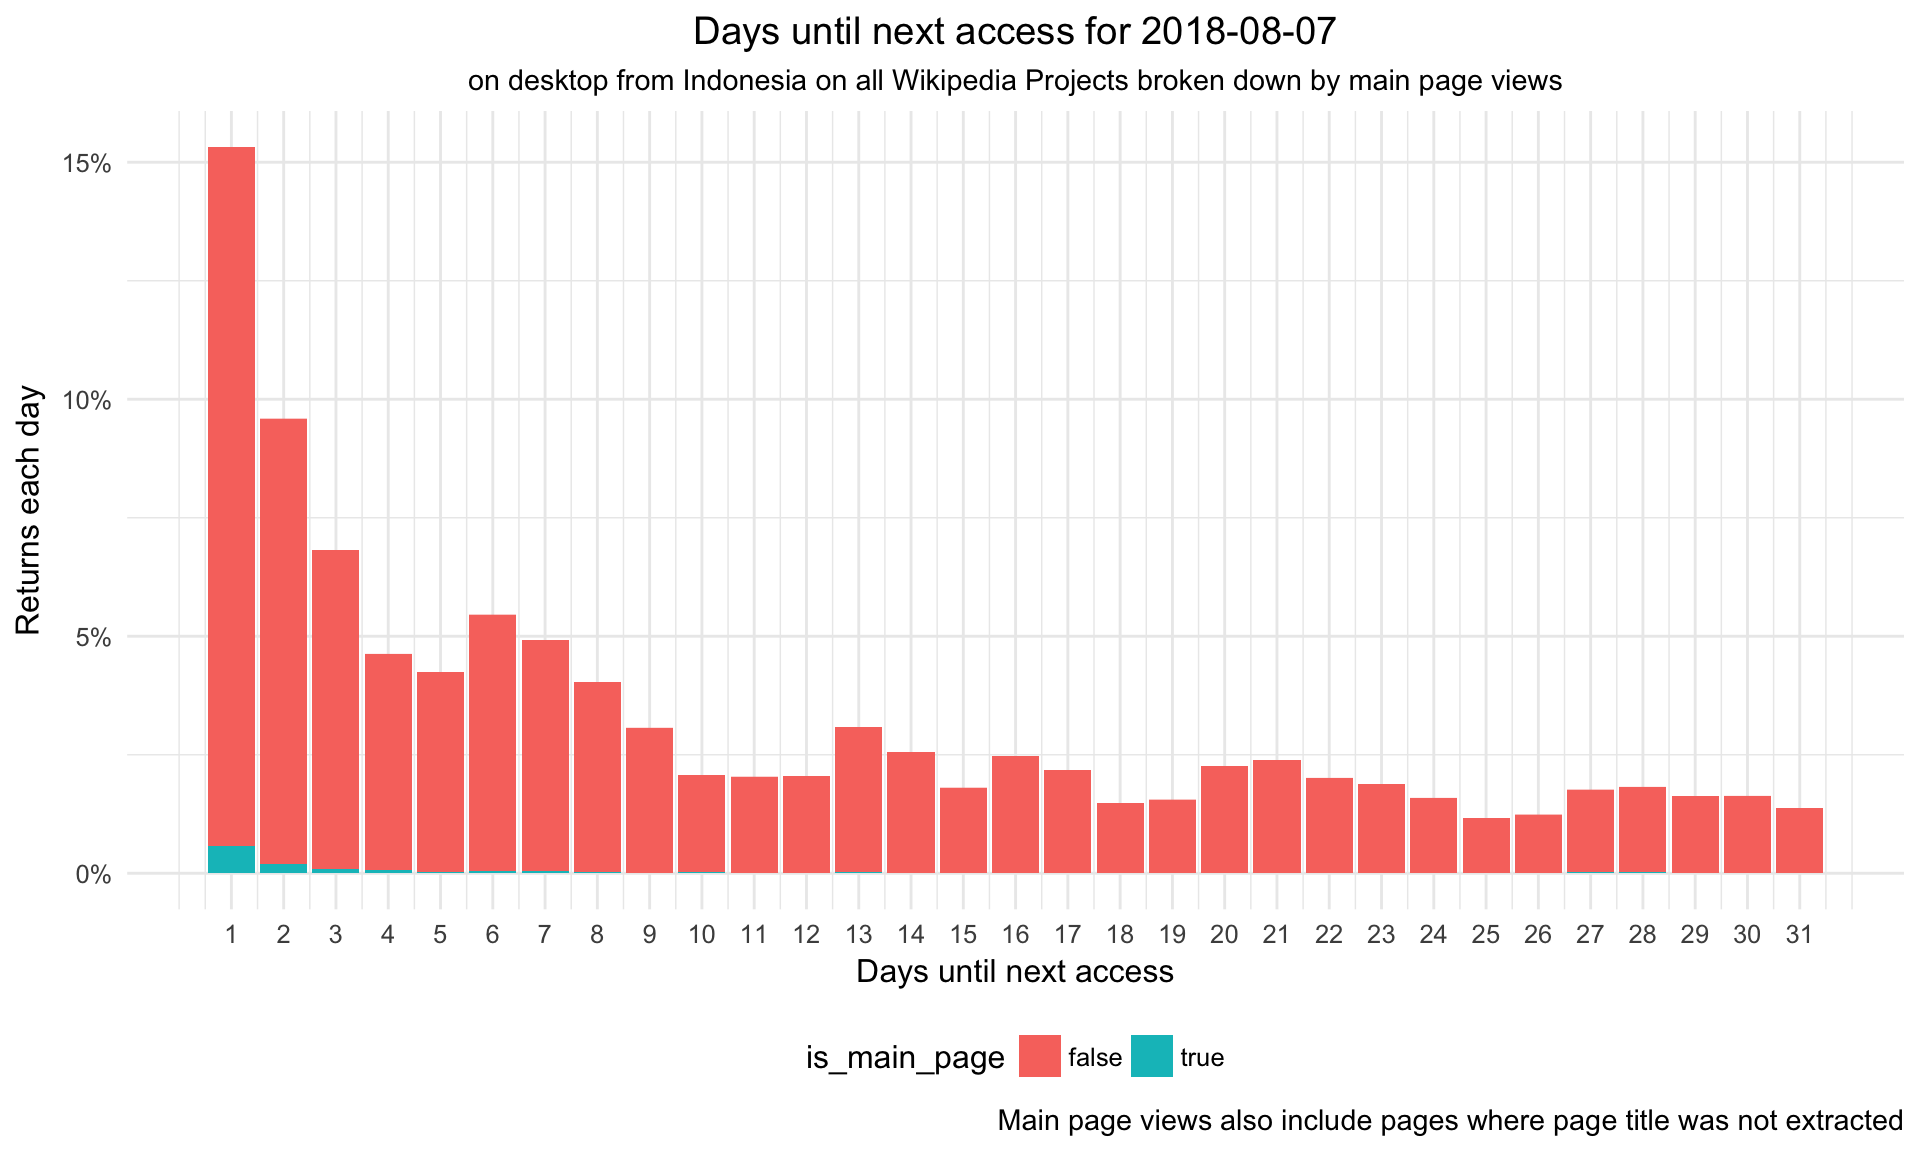 Days until next access for 2018-08-07
on desktop from Indonesia on all Wikipedia Projects broken down by main page views
Returns each day
15%
10%
5%
0%
1 2 3 4 5 6 7 8 9 10 11 12 13 14 15 16 17 18 19 20 21 22 23 24 25 26 27 28 29 30 31
Days until next access
is_main_page false true
Main page views also include pages where page title was not extracted